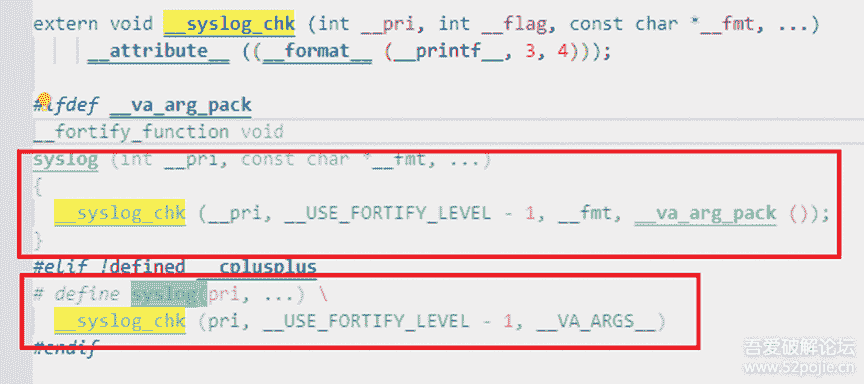 extern void __syslog_chk (int __pri, int __flag, const char *__fmt, ...)
__attribute__ ((__format__ (__printf__, 3, 4)));
#ifdef __va_arg_pack
__fortify_function void
syslog (int __pri, const char *__fmt, ...)
{
__syslog_chk (__pri, __USE_FORTIFY_LEVEL - 1, __fmt, __va_arg_pack ());
}
#elif !defined __cplusplus
# define syslog(pri, ...) \
__syslog_chk (pri, __USE_FORTIFY_LEVEL - 1, __VA_ARGS__)
#endif
吾爱破解论坛
www.52pojie.cn